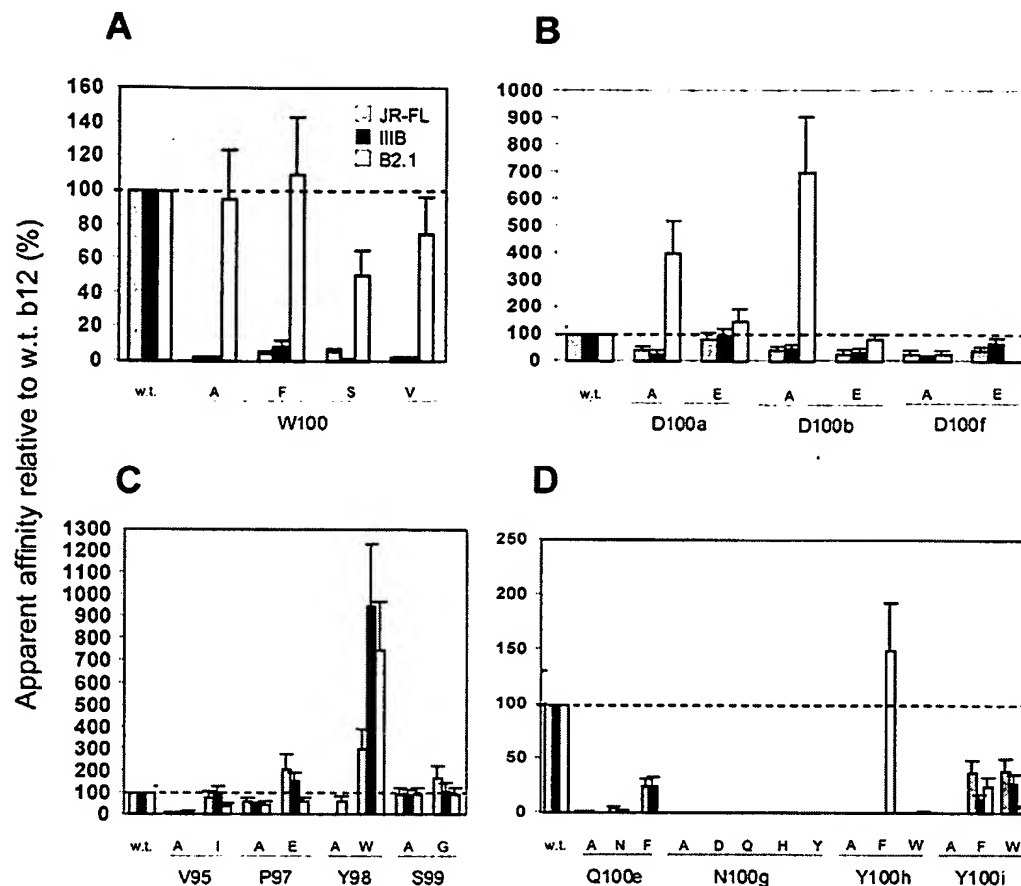 Apparent affinity relative to w.t. b12 (%)
A
160
140
120
100
80
60
40
20
0
JR-FL
IIIB
B2.1
w.t. A F S V
W100
B
1000
900
800
700
600
500
400
300
200
100
0
w.t. A E A E A E
D100a D100b D100f
C
1300
1200
1100
1000
900
800
700
600
500
400
300
200
100
0
w.t. A I A E A W A G
V95 P97 Y98 S99
D
250
200
150
100
50
0
w.t. A N F A D Q H Y A F W A F W
Q100e N100g Y100h Y100i